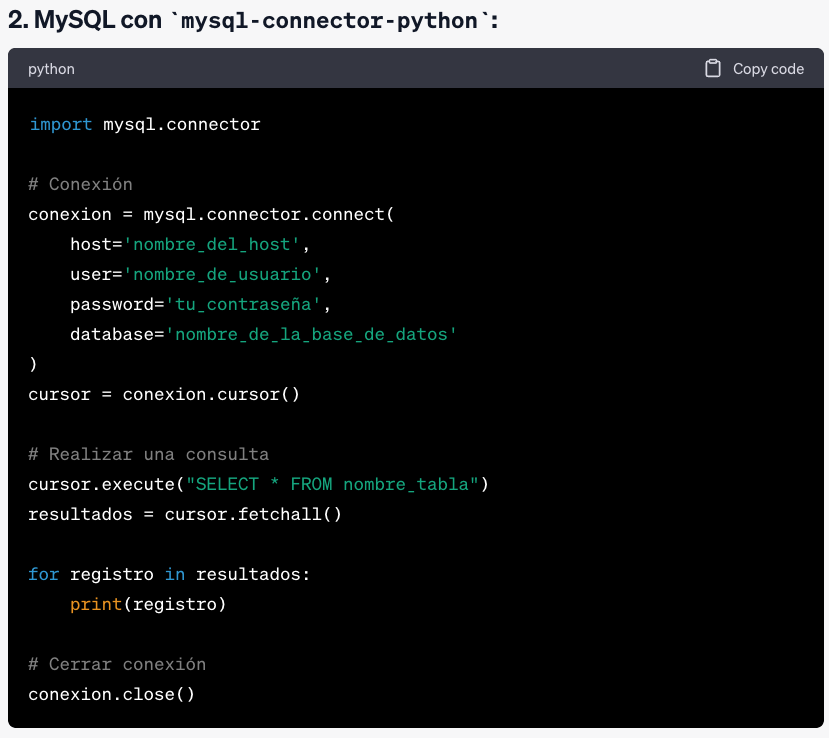 2. MySQL con `mysql-connector-python`:
python
Copy code
import mysql.connector
# Conexión
conexion = mysql.connector.connect(
    host='nombre_del_host',
    user='nombre_de_usuario',
    password='tu_contraseña',
    database='nombre_de_la_base_de_datos'
)
cursor = conexion.cursor()
# Realizar una consulta
cursor.execute("SELECT * FROM nombre_tabla")
resultados = cursor.fetchall()
for registro in resultados:
    print(registro)
# Cerrar conexión
conexion.close()